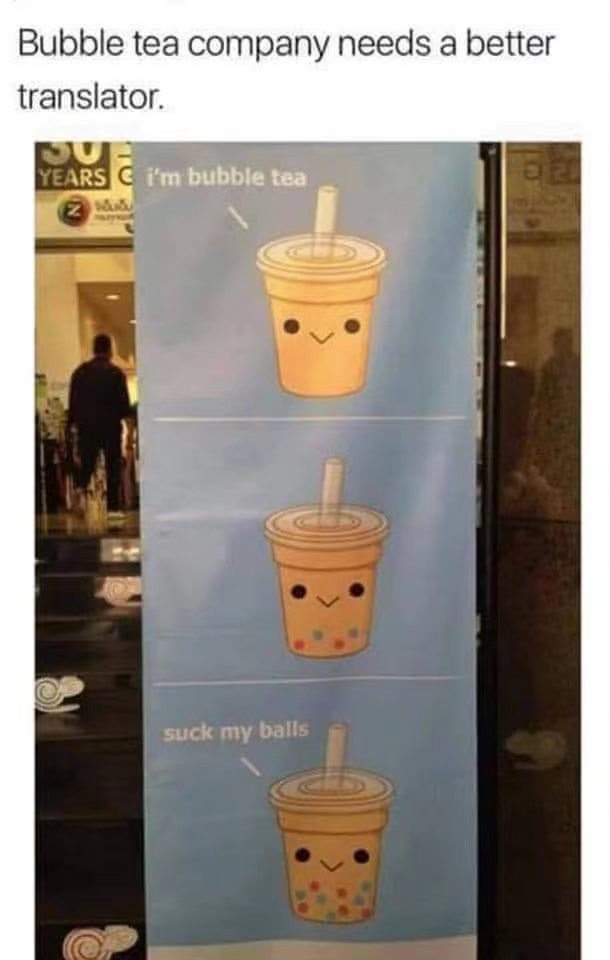 Bubble tea company needs a better
translator.
YEARS
i'm bubble tea
Z
suck my balls